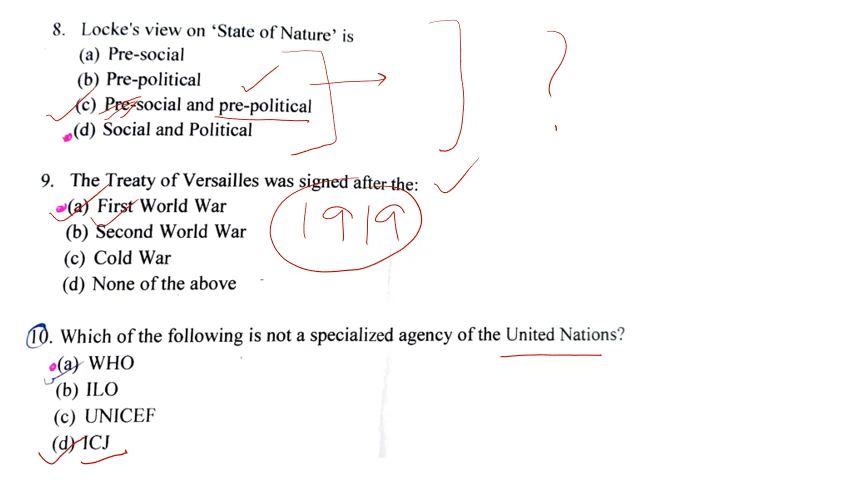 8. Locke's view on 'State of Nature' is
(a) Pre-social
(b) Pre-political
(c) Pre-social and pre-political
(d) Social and Political
?
9. The Treaty of Versailles was signed after the:
(a) First World War
1919
(b) Second World War
(c) Cold War
(d) None of the above
10. Which of the following is not a specialized agency of the United Nations?
(a) WHO
(b) ILO
(c) UNICEF
(d) ICJ